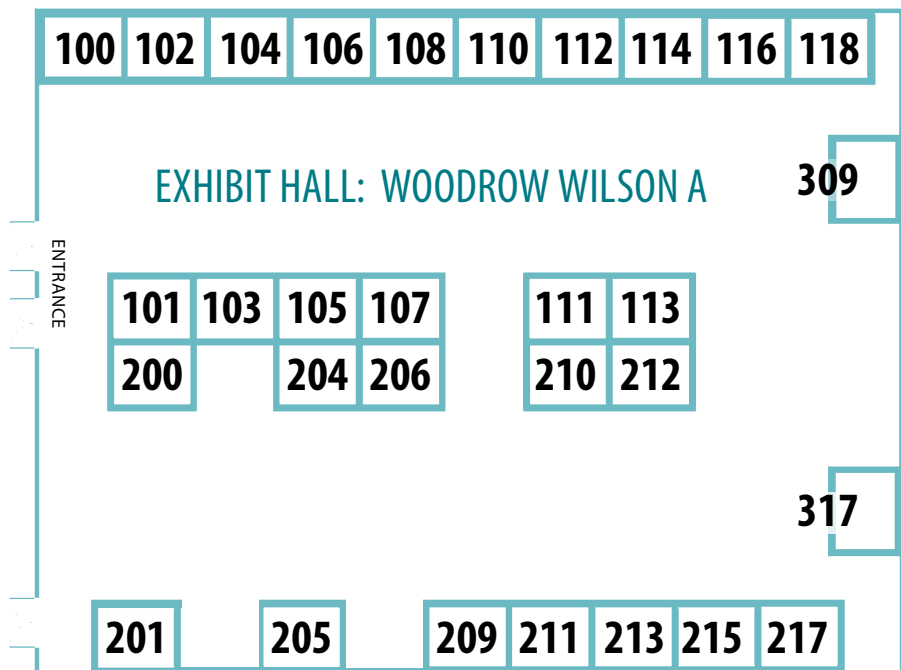 100 102 104 106 108 110 112 114 116 118
EXHIBIT HALL: WOODROW WILSON A
309
ENTRANCE
101 103 105 107 111 113
200 204 206 210 212
317
201 205 209 211 213 215 217